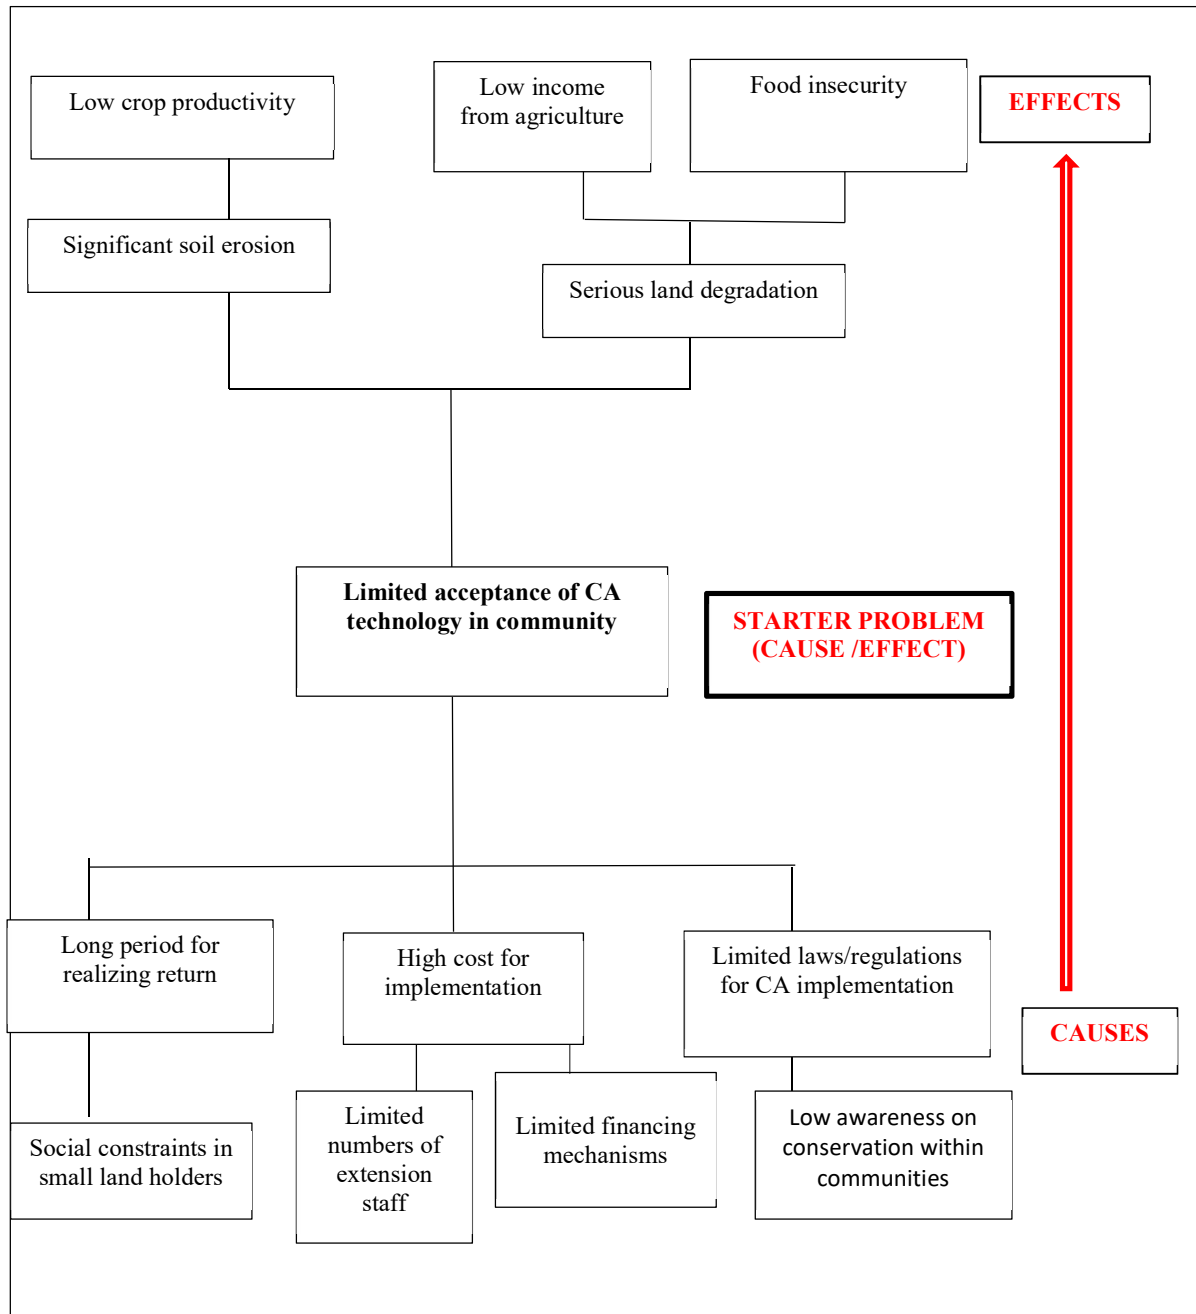 Low crop productivity
Low income
from agriculture
Food insecurity
EFFECTS
Significant soil erosion
Serious land degradation
Limited acceptance of CA
technology in community
STARTER PROBLEM
(CAUSE /EFFECT)
Long period for
realizing return
High cost for
implementation
Limited laws/regulations
for CA implementation
CAUSES
Social constraints in
small land holders
Limited
numbers of
extension
staff
Limited financing
mechanisms
Low awareness on
conservation within
communities